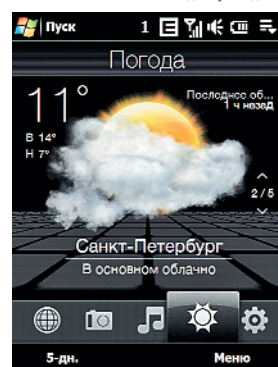 Пуск 1 E
Погода
11°
Последнее об...
1 ч назад
В 14°
Н 7°
2/5
Санкт-Петербург
В основном облачно
5-дн. Меню